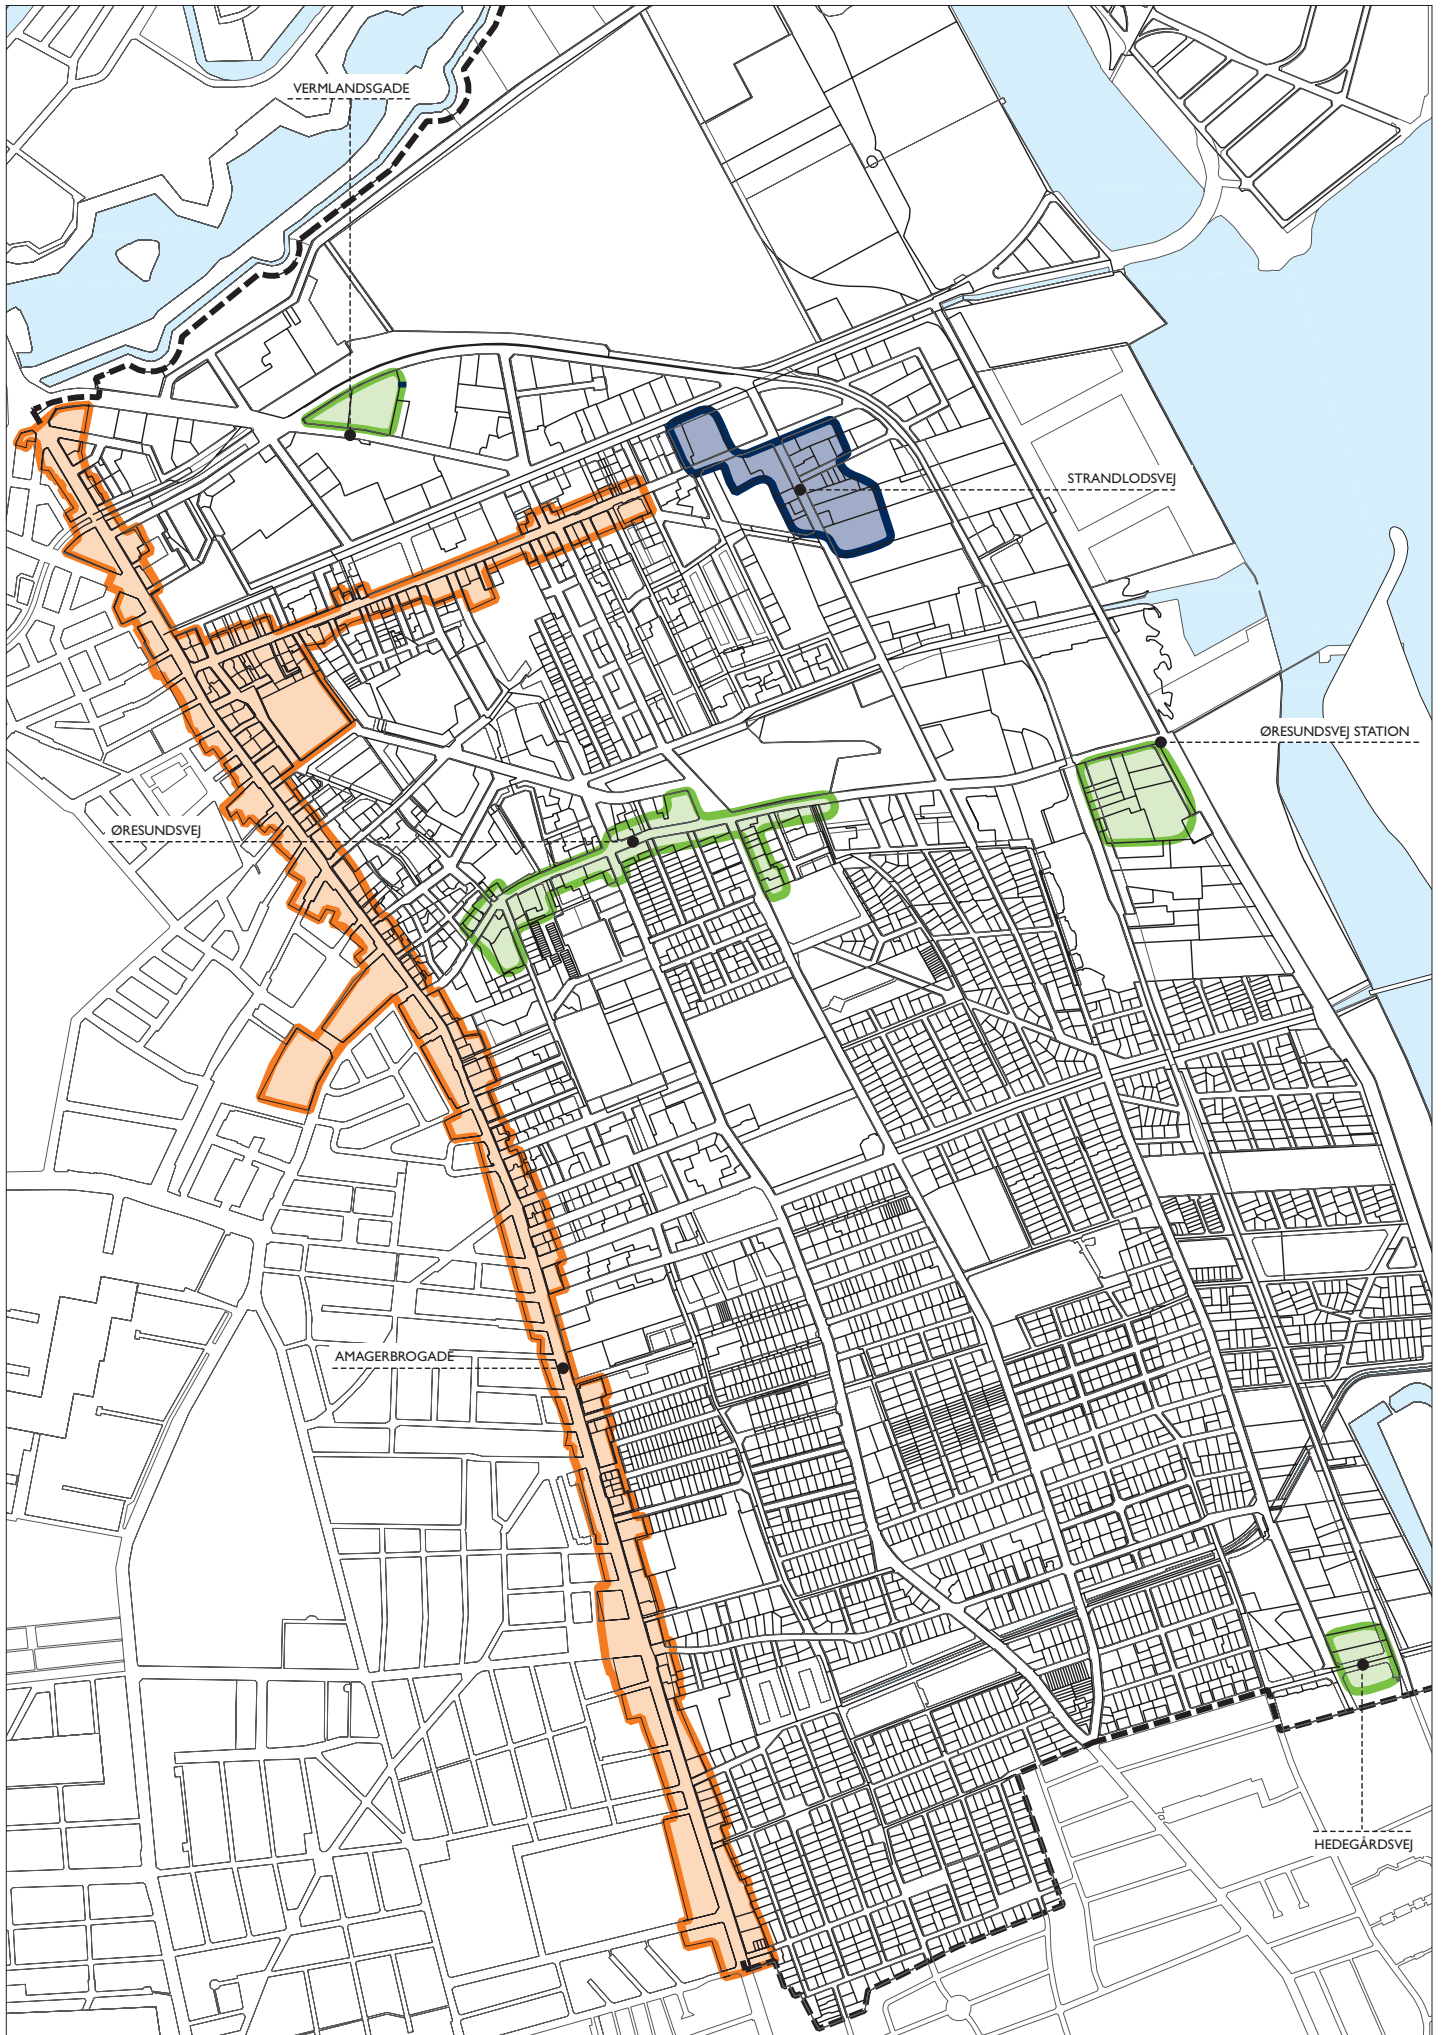 VERMLANDSGADE
STRANDLODSVEJ
ØRESUNDSVEJ STATION
ØRESUNDSVEJ
AMAGERBROGADE
HEDEGÅRDSVEJ